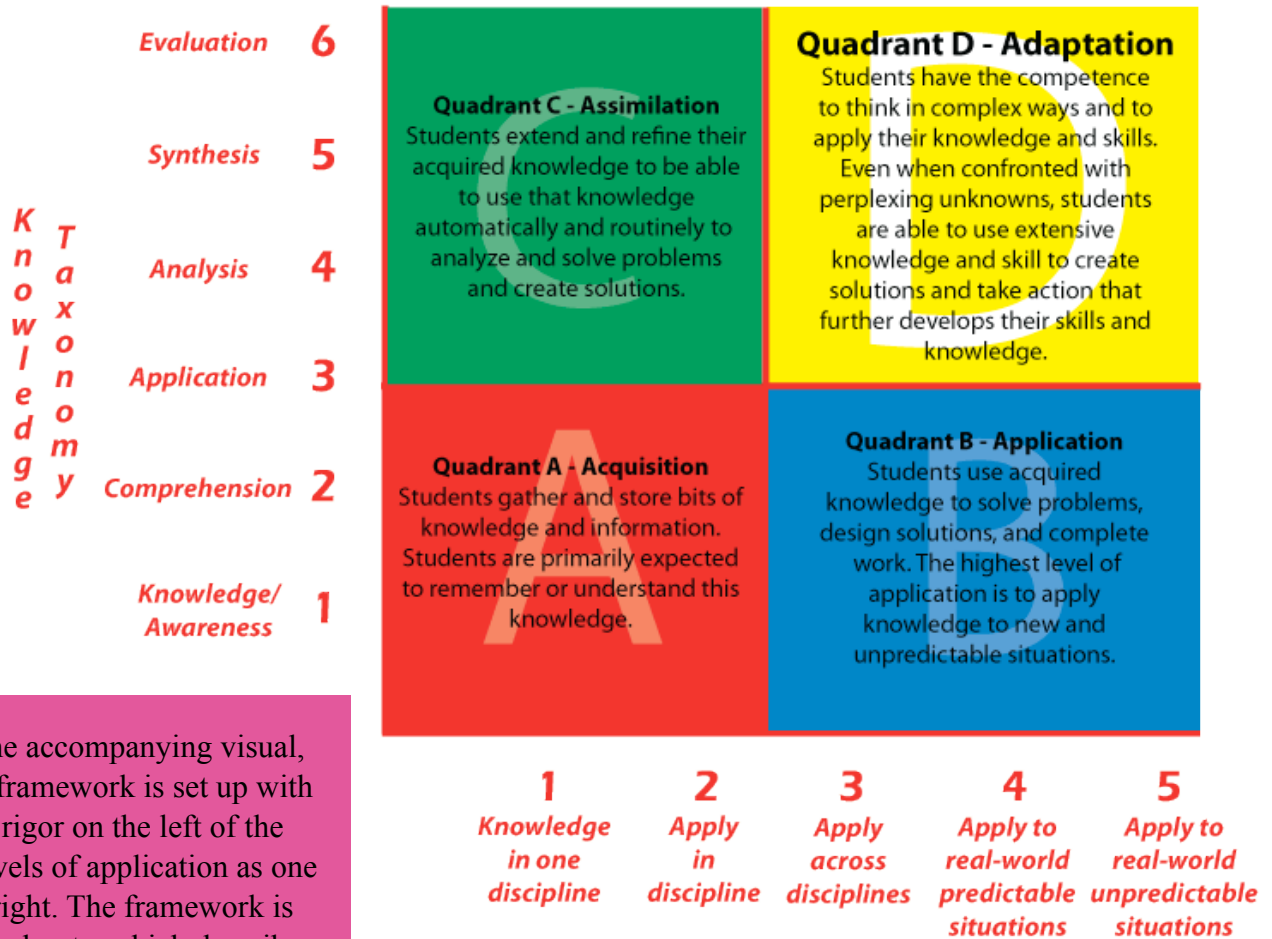 Evaluation 6
Synthesis 5
Analysis 4
Application 3
Comprehension 2
Knowledge/
Awareness 1
Knowledge
Taxonomy
Quadrant C - Assimilation
Students extend and refine their
acquired knowledge to be able
to use that knowledge
automatically and routinely to
analyze and solve problems
and create solutions.
C
Quadrant D - Adaptation
Students have the competence
to think in complex ways and to
apply their knowledge and skills.
Even when confronted with
perplexing unknowns, students
are able to use extensive
knowledge and skill to create
solutions and take action that
further develops their skills and
knowledge.
D
Quadrant A - Acquisition
Students gather and store bits of
knowledge and information.
Students are primarily expected
to remember or understand this
knowledge.
A
Quadrant B - Application
Students use acquired
knowledge to solve problems,
design solutions, and complete
work. The highest level of
application is to apply
knowledge to new and
unpredictable situations.
B
1
Knowledge
in one
discipline
2
Apply
in
discipline
3
Apply
across
disciplines
4
Apply to
real-world
predictable
situations
5
Apply to
real-world
unpredictable
situations
accompanying visual,
framework is set up with
rigor on the left of the
of application as one
The framework is